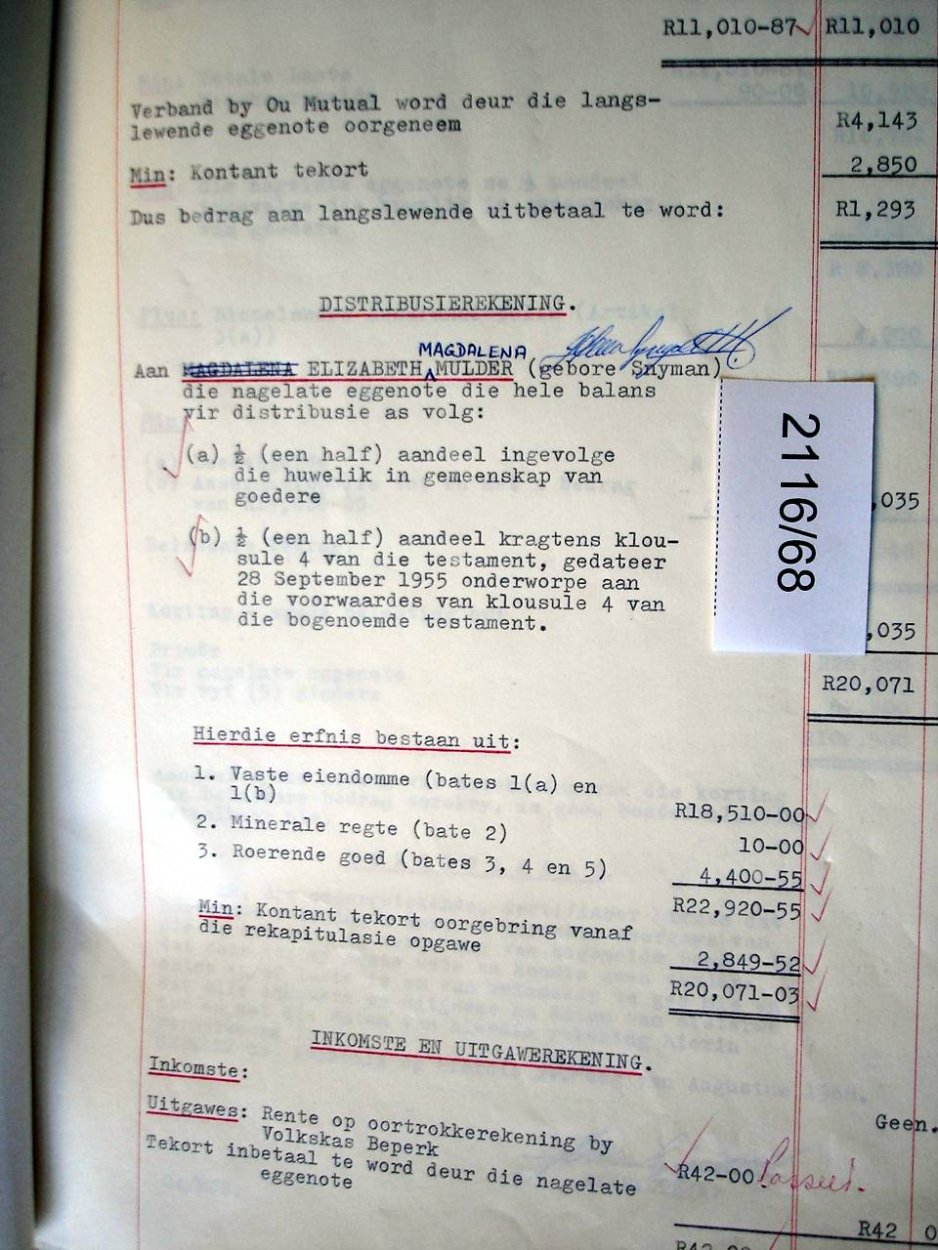 R11,010-87 R11,010
Verband by Ou Mutual word deur die langs-
lewende eggenote oorgeneem
R4,143
Min: Kontant tekort
2,850
Dus bedrag aan langslewende uitbetaal te word:
R1,293
DISTRIBUSIEREKENING.
MAGDALENA
Aan MAGDALENA ELIZABETH MULDER (gebore Snyman)
die nagelate eggenote die hele balans
vir distribusie as volg:
(a) ½ (een half) aandeel ingevolge
die huwelik in gemeenskap van
goedere
,035
(b) ½ (een half) aandeel kragtens klou-
sule 4 van die testament, gedateer
28 September 1955 onderworpe aan
die voorwaardes van klousule 4 van
die bogenoemde testament.
,035
2116/68
R20,071
Hierdie erfnis bestaan uit:
1. Vaste eiendomme (bates 1(a) en
1(b)
R18,510-00
2. Minerale regte (bate 2)
10-00
3. Roerende goed (bates 3, 4 en 5)
4,400-55
R22,920-55
Min: Kontant tekort oorgebring vanaf
die rekapitulasie opgawe
2,849-52
R20,071-03
INKOMSTE EN UITGAWEREKENING.
Inkomste:
Geen.
Uitgawes: Rente op oortrokkerekening by
Volkskas Beperk
R42-00
Tekort inbetaal te word deur die nagelate
eggenote
R42 0
R42-00